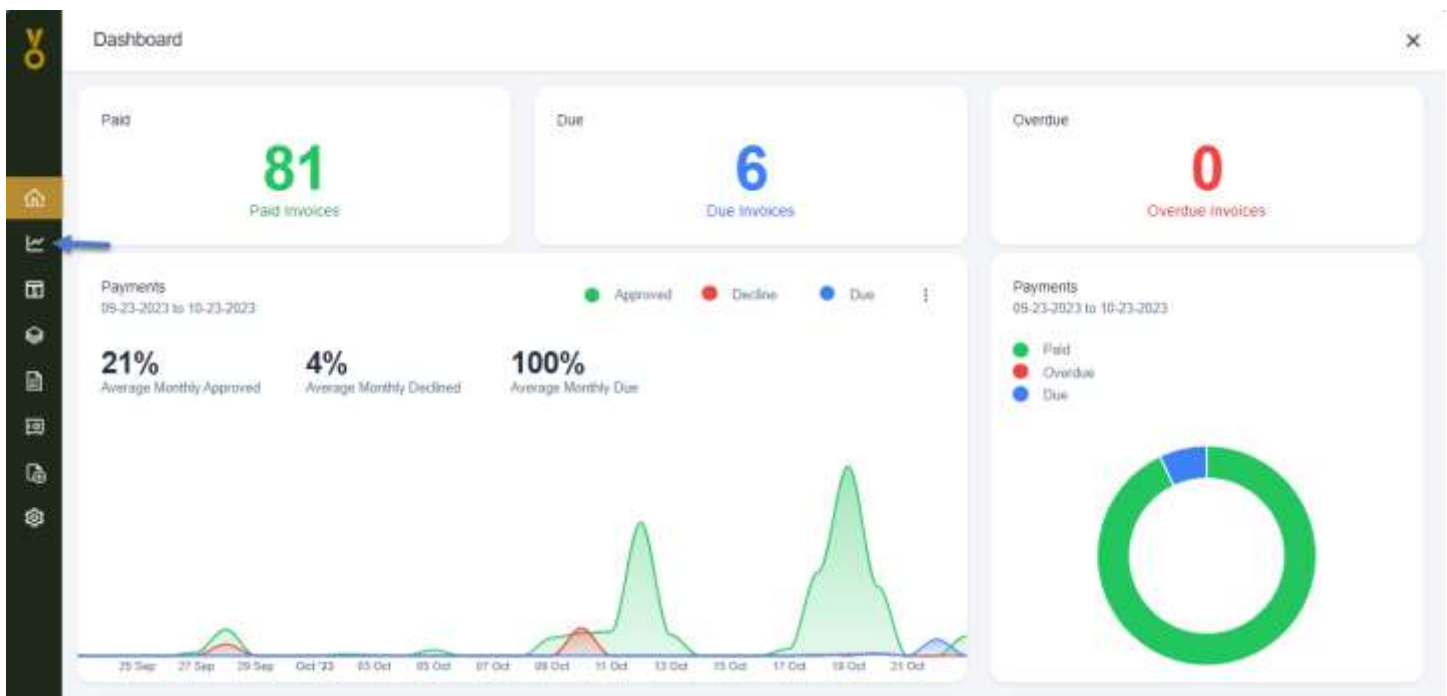 Dashboard
Paid
81
Paid Invoices
Due
6
Due Invoices
Overdue
0
Overdue Invoices
Payments
09-23-2023 to 10-23-2023
Approved
Decline
Due
21%
Average Monthly Approved
4%
Average Monthly Declined
100%
Average Monthly Due
25 Sep 27 Sep 29 Sep Oct '23 03 Oct 05 Oct 07 Oct 09 Oct 11 Oct 13 Oct 15 Oct 17 Oct 19 Oct 21 Oct
Payments
09-23-2023 to 10-23-2023
Paid
Overdue
Due